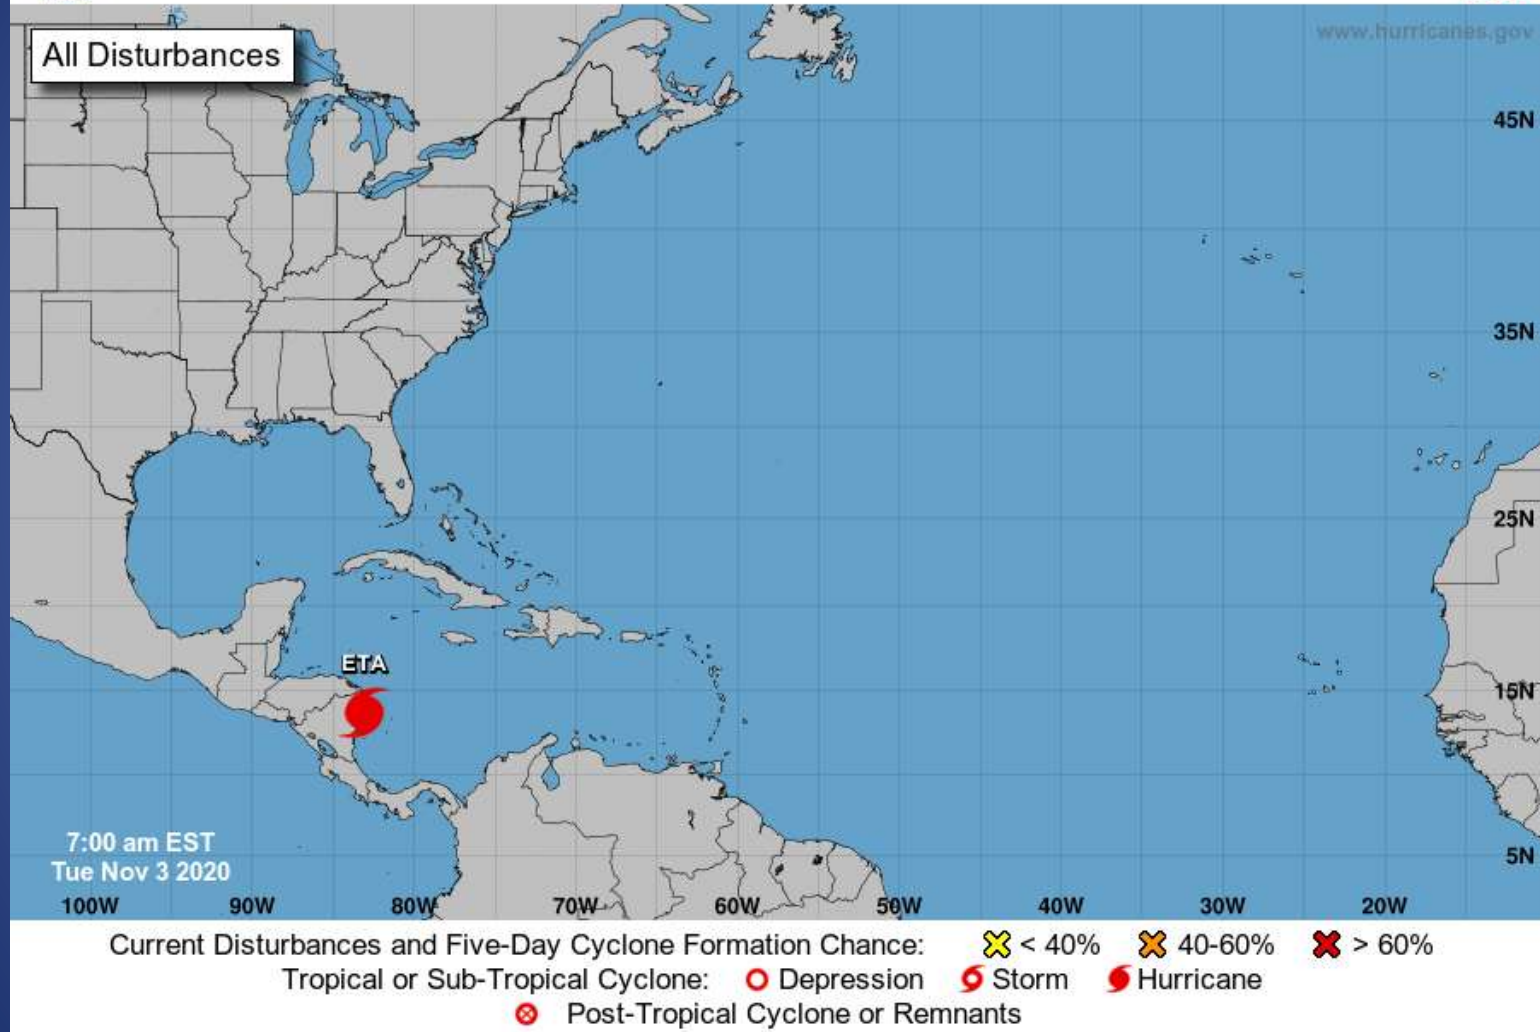 All Disturbances
www.hurricanes.gov
45N
35N
25N
ETA
15N
7:00 am EST
Tue Nov 3 2020
5N
100W 90W 80W 70W 60W 50W 40W 30W 20W
Current Disturbances and Five-Day Cyclone Formation Chance: < 40% 40-60% > 60%
Tropical or Sub-Tropical Cyclone: Depression Storm Hurricane
Post-Tropical Cyclone or Remnants